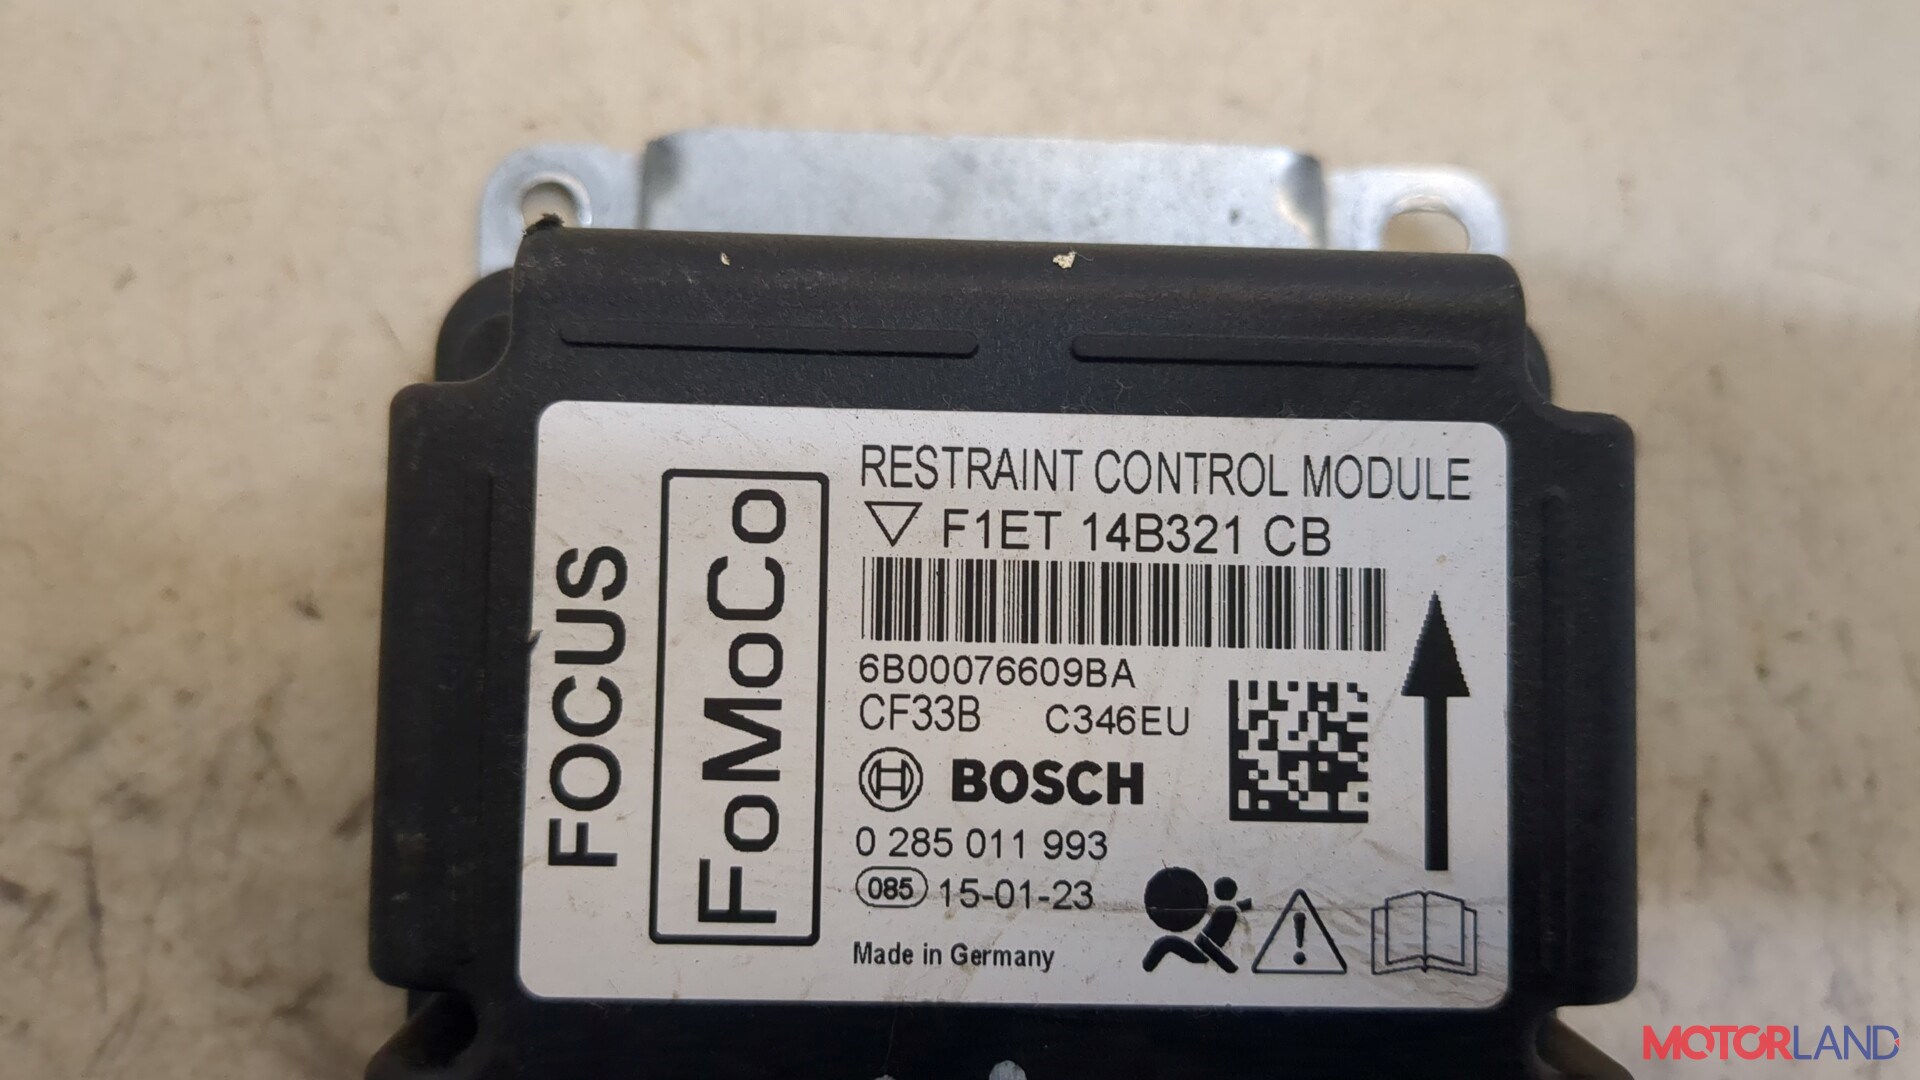 RESTRAINT CONTROL MODULE
F1ET 14B321 CB
6B00076609BA
CF33B C346EU
BOSCH
0 285 011 993
085 15-01-23
Made in Germany
FOCUS
FoMoCo
MOTORLAND